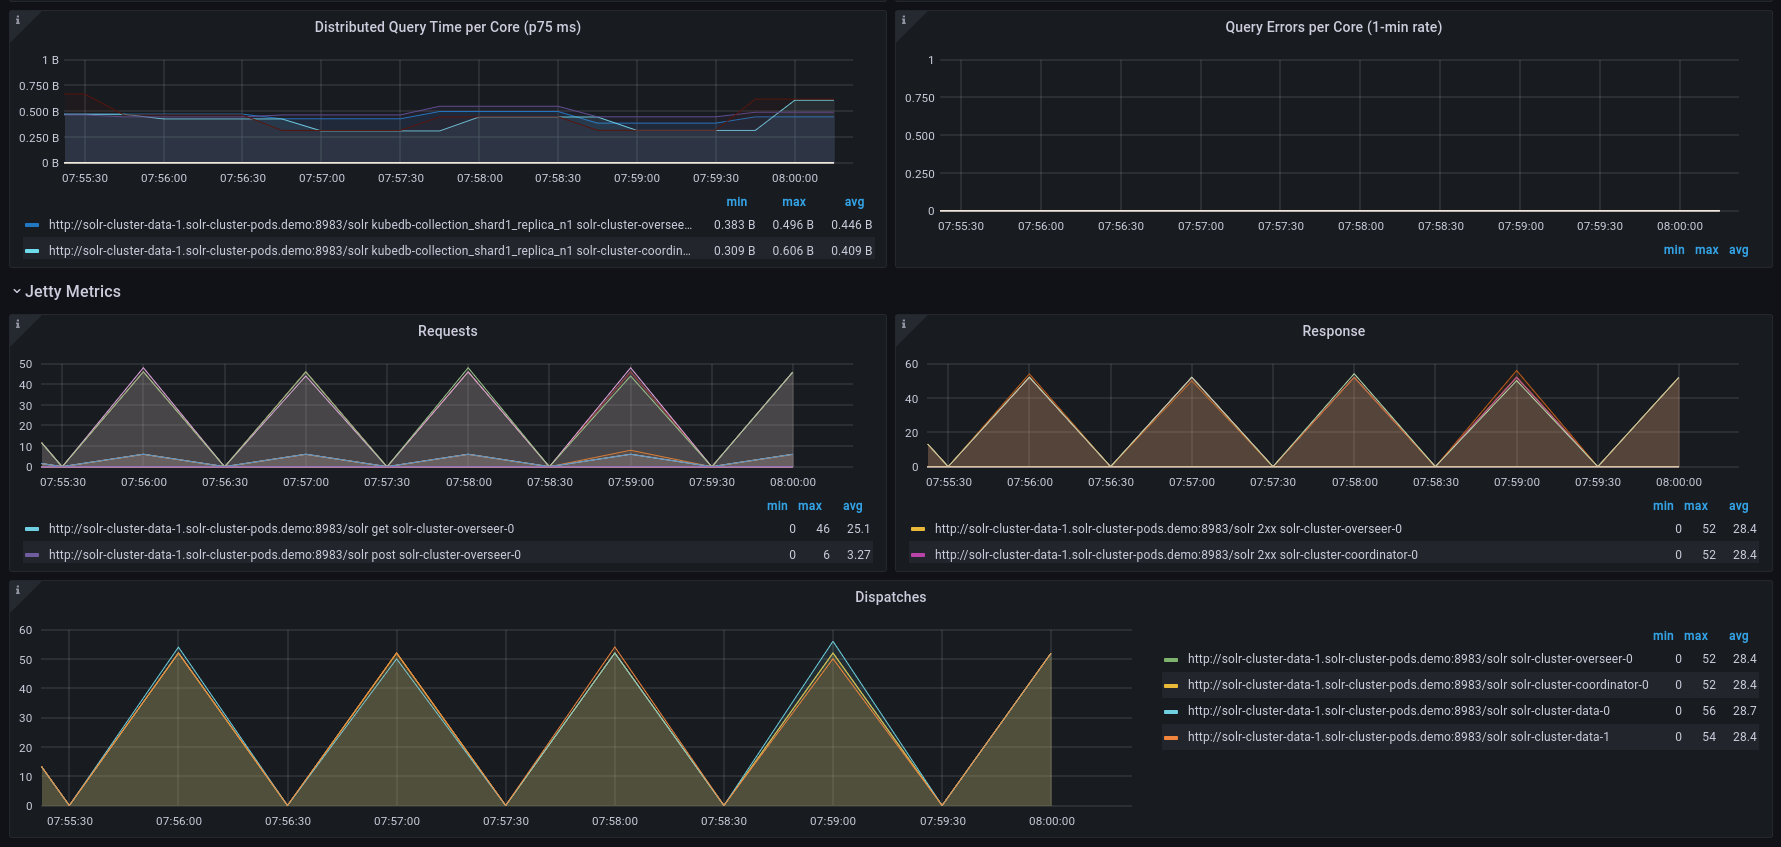 Distributed Query Time per Core (p75 ms)
1 B
0.750 B
0.500 B
0.250 B
0 B
07:55:30 07:56:00 07:56:30 07:57:00 07:57:30 07:58:00 07:58:30 07:59:00 07:59:30 08:00:00
min max avg
http://solr-cluster-data-1.solr-cluster-pods.demo:8983/solr kubedb-collection_shard1_replica_n1 solr-cluster-oversee... 0.383 B 0.496 B 0.446 B
http://solr-cluster-data-1.solr-cluster-pods.demo:8983/solr kubedb-collection_shard1_replica_n1 solr-cluster-coordin... 0.309 B 0.606 B 0.409 B
Query Errors per Core (1-min rate)
1
0.750
0.500
0.250
0
07:55:30 07:56:00 07:56:30 07:57:00 07:57:30 07:58:00 07:58:30 07:59:00 07:59:30 08:00:00
min max avg
Jetty Metrics
Requests
50
40
30
20
10
0
07:55:30 07:56:00 07:56:30 07:57:00 07:57:30 07:58:00 07:58:30 07:59:00 07:59:30 08:00:00
min max avg
http://solr-cluster-data-1.solr-cluster-pods.demo:8983/solr get solr-cluster-overseer-0 0 46 25.1
http://solr-cluster-data-1.solr-cluster-pods.demo:8983/solr post solr-cluster-overseer-0 0 6 3.27
Response
60
40
20
0
07:55:30 07:56:00 07:56:30 07:57:00 07:57:30 07:58:00 07:58:30 07:59:00 07:59:30 08:00:00
min max avg
http://solr-cluster-data-1.solr-cluster-pods.demo:8983/solr 2xx solr-cluster-overseer-0 0 52 28.4
http://solr-cluster-data-1.solr-cluster-pods.demo:8983/solr 2xx solr-cluster-coordinator-0 0 52 28.4
Dispatches
60
50
40
30
20
10
0
07:55:30 07:56:00 07:56:30 07:57:00 07:57:30 07:58:00 07:58:30 07:59:00 07:59:30 08:00:00
min max avg
http://solr-cluster-data-1.solr-cluster-pods.demo:8983/solr solr-cluster-overseer-0 0 52 28.4
http://solr-cluster-data-1.solr-cluster-pods.demo:8983/solr solr-cluster-coordinator-0 0 52 28.4
http://solr-cluster-data-1.solr-cluster-pods.demo:8983/solr solr-cluster-data-0 0 56 28.7
http://solr-cluster-data-1.solr-cluster-pods.demo:8983/solr solr-cluster-data-1 0 54 28.4